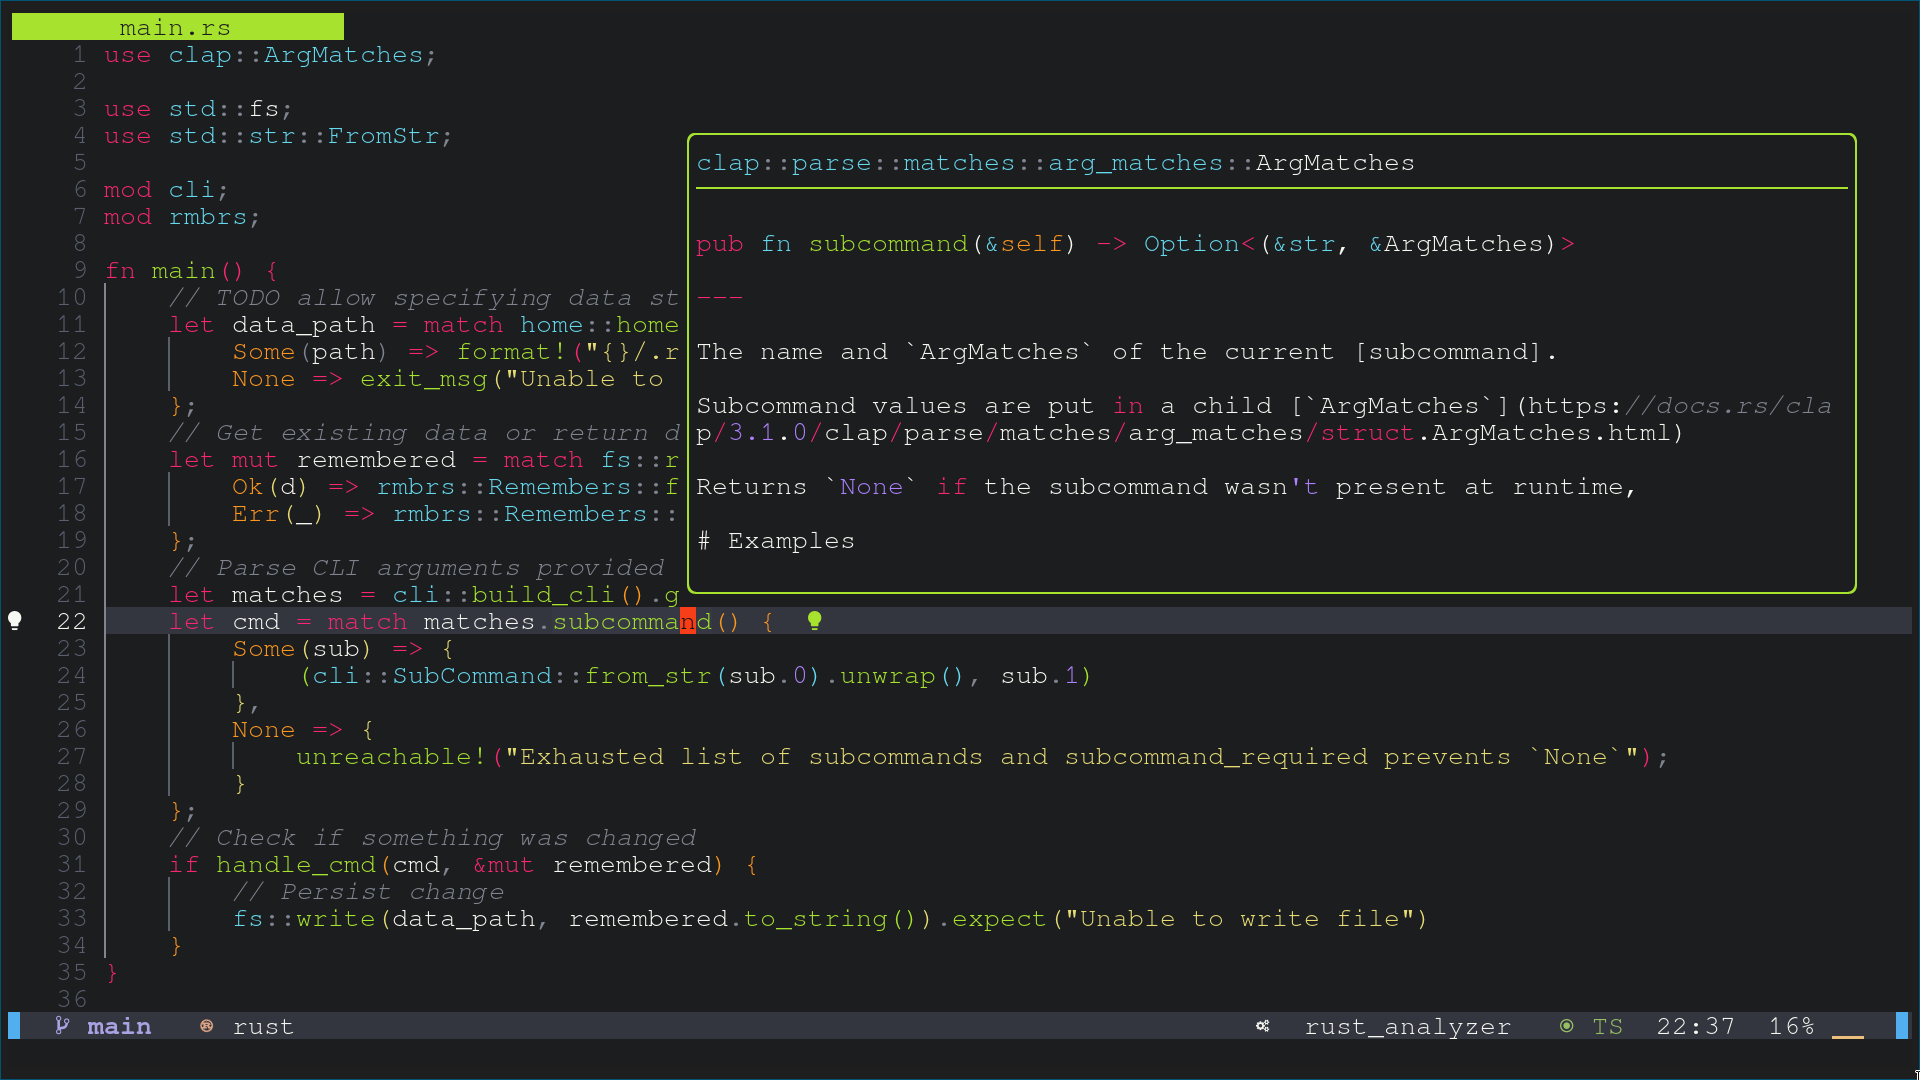 main.rs
1 use clap::ArgMatches;
2
3 use std::fs;
4 use std::str::FromStr;
5
6 mod cli;
7 mod rmbrs;
8
9 fn main() {
10 // TODO allow specifying data st
11 let data_path = match home::home
12 Some(path) => format!("{}/.r
13 None => exit_msg("Unable to
14 };
15 // Get existing data or return d
16 let mut remembered = match fs::r
17 Ok(d) => rmbrs::Remembers::f
18 Err(_) => rmbrs::Remembers::
19 };
20 // Parse CLI arguments provided
21 let matches = cli::build_cli().g
22 let cmd = match matches.subcommand() {
23 Some(sub) => {
24 (cli::SubCommand::from_str(sub.0).unwrap(), sub.1)
25 },
26 None => {
27 unreachable!("Exhausted list of subcommands and subcommand_required prevents `None`");
28 }
29 };
30 // Check if something was changed
31 if handle_cmd(cmd, &mut remembered) {
32 // Persist change
33 fs::write(data_path, remembered.to_string()).expect("Unable to write file")
34 }
35 }
36
clap::parse::matches::arg_matches::ArgMatches
pub fn subcommand(&self) -> Option<(&str, &ArgMatches)>
---
The name and `ArgMatches` of the current [subcommand].
Subcommand values are put in a child [`ArgMatches`](https://docs.rs/cla
p/3.1.0/clap/parse/matches/arg_matches/struct.ArgMatches.html)
Returns `None` if the subcommand wasn't present at runtime,
# Examples
main rust rust_analyzer TS 22:37 16%